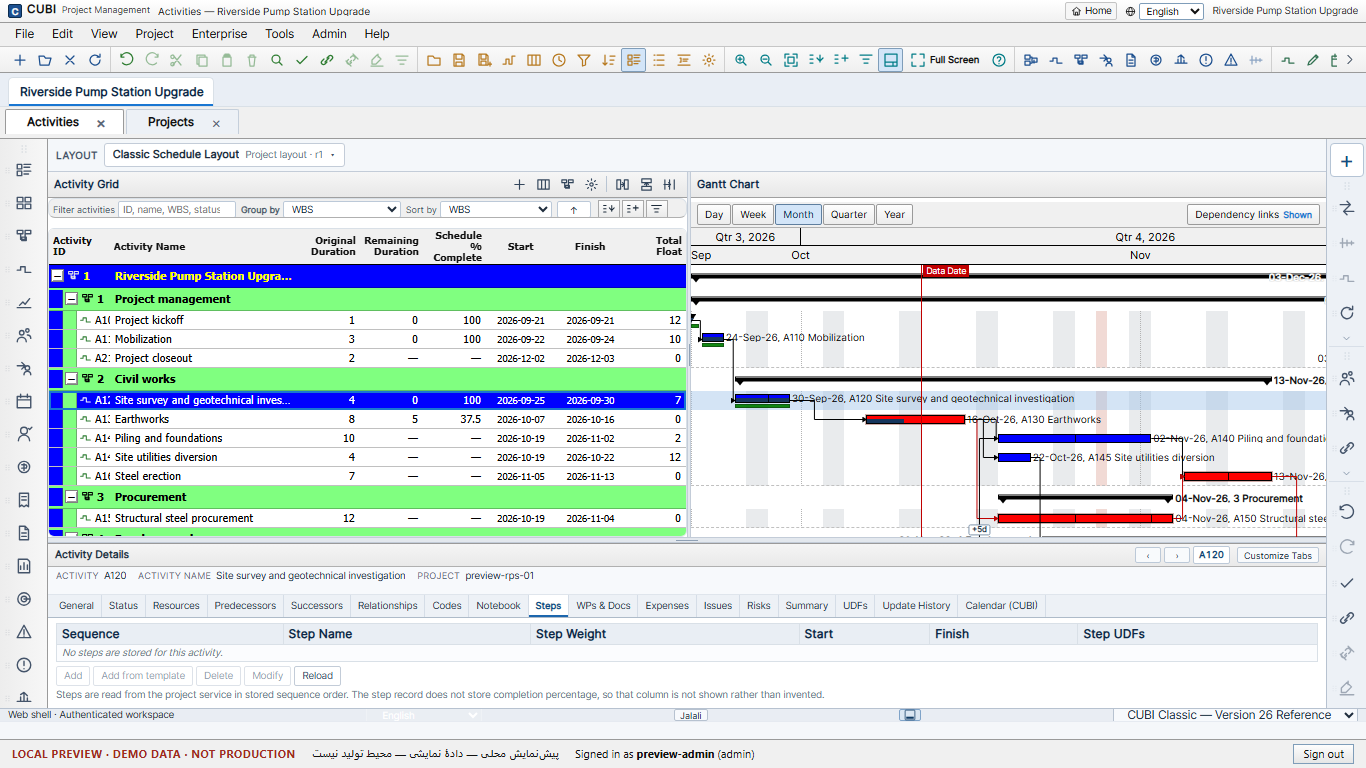 CUBI Project Management Activities — Riverside Pump Station Upgrade Home English Riverside Pump Station Upgrade
File Edit View Project Enterprise Tools Admin Help
Full Screen
Riverside Pump Station Upgrade
Activities Projects
LAYOUT Classic Schedule Layout Project layout · r1
Activity Grid
Filter activities ID, name, WBS, status Group by WBS Sort by WBS
Activity ID Activity Name Original Duration Remaining Duration Schedule % Complete Start Finish Total Float
1 Riverside Pump Station Upgra...
1 Project management
A10 Project kickoff 1 0 100 2026-09-21 2026-09-21 12
A11 Mobilization 3 0 100 2026-09-22 2026-09-24 10
A21 Project closeout 2 — — 2026-12-02 2026-12-03 0
2 Civil works
A12 Site survey and geotechnical inves... 4 0 100 2026-09-25 2026-09-30 7
A13 Earthworks 8 5 37.5 2026-10-07 2026-10-16 0
A14 Piling and foundations 10 — — 2026-10-19 2026-11-02 2
A14 Site utilities diversion 4 — — 2026-10-19 2026-10-22 12
A16 Steel erection 7 — — 2026-11-05 2026-11-13 0
3 Procurement
A15 Structural steel procurement 12 — — 2026-10-19 2026-11-04 0
Gantt Chart
Day Week Month Quarter Year Dependency links Shown
Qtr 3, 2026 Qtr 4, 2026
Sep Oct Nov
Data Date
03-Dec-26
24-Sep-26, A110 Mobilization
03
13-Nov-26,
30-Sep-26, A120 Site survey and geotechnical investigation
16-Oct-26, A130 Earthworks
02-Nov-26, A140 Piling and foundati
22-Oct-26, A145 Site utilities diversion
13-Nov-26,
04-Nov-26, 3 Procurement
04-Nov-26, A150 Structural stee
+5d
Activity Details A120 Customize Tabs
ACTIVITY A120 ACTIVITY NAME Site survey and geotechnical investigation PROJECT preview-rps-01
General Status Resources Predecessors Successors Relationships Codes Notebook Steps WPs & Docs Expenses Issues Risks Summary UDFs Update History Calendar (CUBI)
Sequence Step Name Step Weight Start Finish Step UDFs
No steps are stored for this activity.
Add Add from template Delete Modify Reload
Steps are read from the project service in stored sequence order. The step record does not store completion percentage, so that column is not shown rather than invented.
Web shell · Authenticated workspace English Jalali CUBI Classic — Version 26 Reference
LOCAL PREVIEW · DEMO DATA · NOT PRODUCTION پیش‌نمایش محلی — دادهٔ نمایشی — محیط تولید نیست Signed in as preview-admin (admin) Sign out